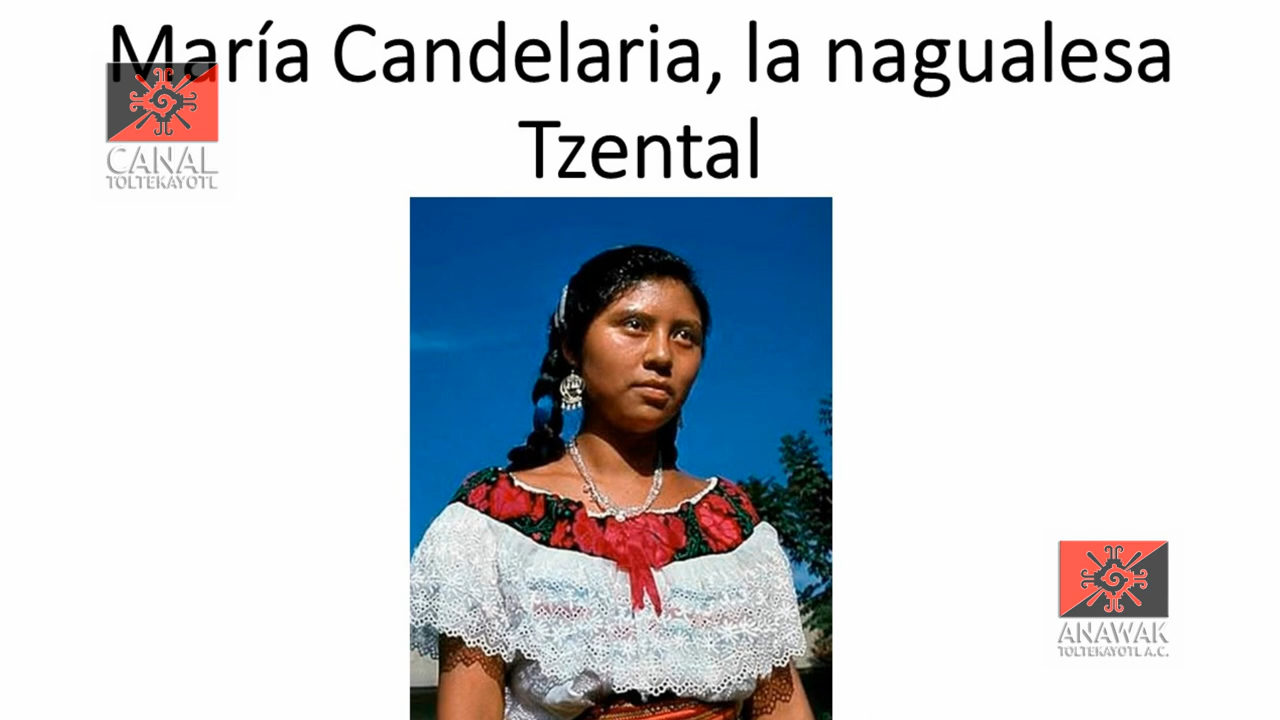 María Candelaria, la nagualesa
Tzental
CANAL
TOLTEKAYOTL
ANAWAK
TOLTEKAYOTL A.C.